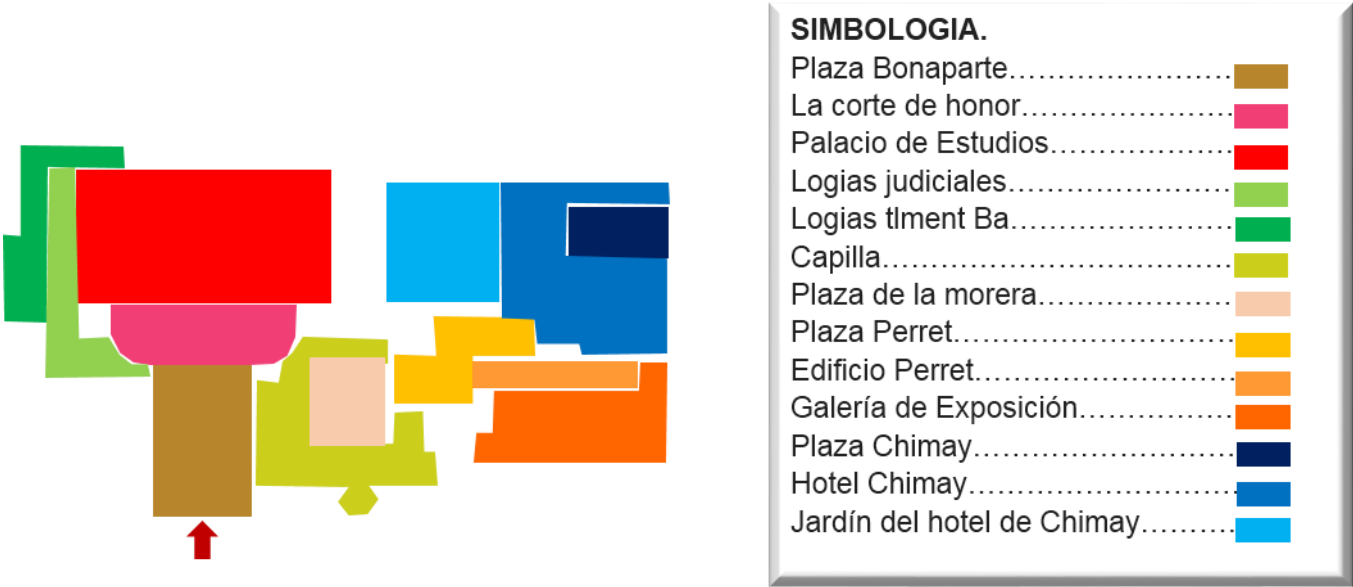 SIMBOLOGIA.
Plaza Bonaparte……………………
La corte de honor…………………
Palacio de Estudios………………
Logias judiciales……………………
Logias tlment Ba……………………
Capilla…………………………………
Plaza de la morera…………………
Plaza Perret…………………………
Edificio Perret………………………
Galería de Exposición……………
Plaza Chimay………………………
Hotel Chimay………………………
Jardín del hotel de Chimay………